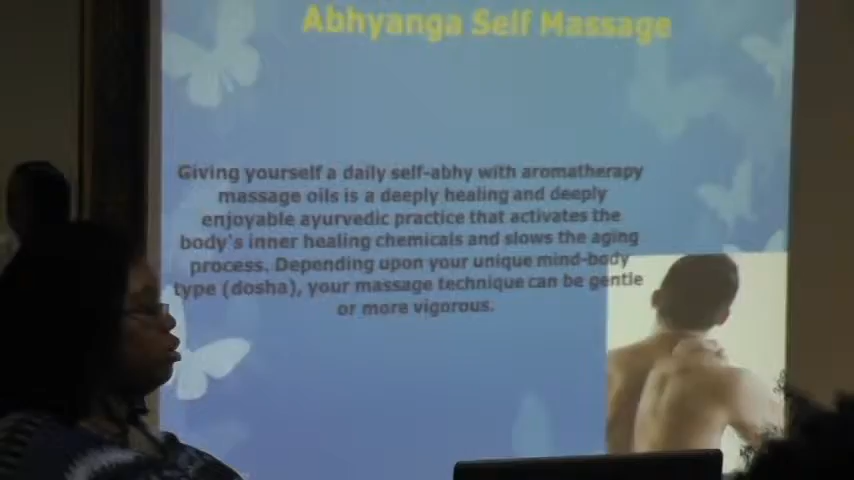 Abhyanga Self Massage
Giving yourself a daily self-abhy with aromatherapy
massage oils is a deeply healing and deeply
enjoyable ayurvedic practice that activates the
body's inner healing chemicals and slows the aging
process. Depending upon your unique mind-body
type (dosha), your massage technique can be gentle
or more vigorous.